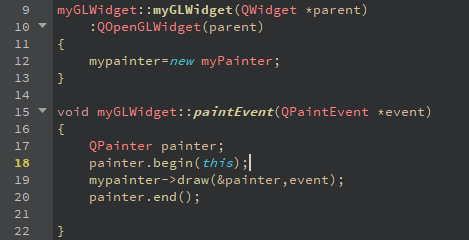 9 myGLWidget::myGLWidget(QWidget *parent)
10 :QOpenGLWidget(parent)
11 {
12 mypainter=new myPainter;
13 }
14
15 void myGLWidget::paintEvent(QPaintEvent *event)
16 {
17 QPainter painter;
18 painter.begin(this);
19 mypainter->draw(&painter,event);
20 painter.end();
21
22 }